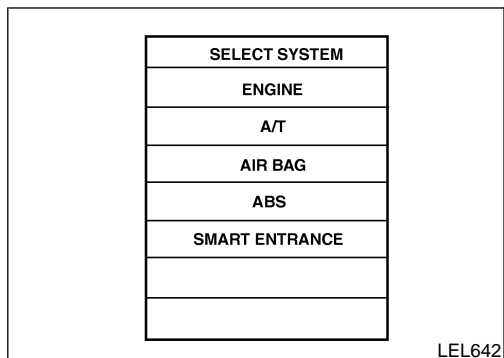 SELECT SYSTEM
ENGINE
A/T
AIR BAG
ABS
SMART ENTRANCE
LEL642